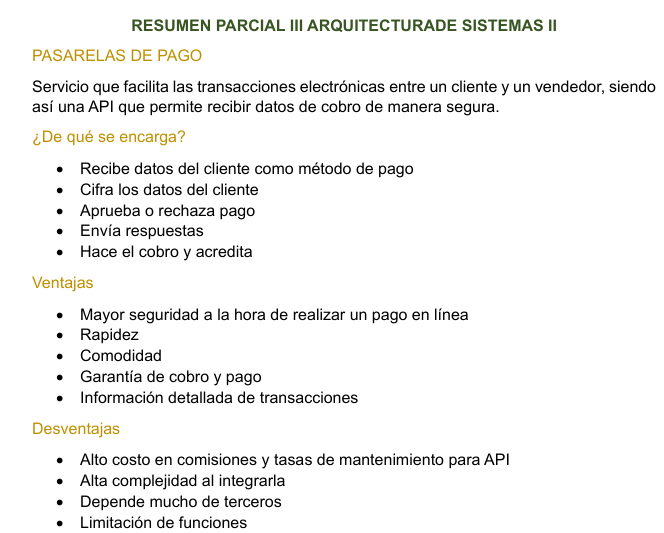 RESUMEN PARCIAL III ARQUITECTURADE SISTEMAS II
PASARELAS DE PAGO
Servicio que facilita las transacciones electrónicas entre un cliente y un vendedor, siendo
así una API que permite recibir datos de cobro de manera segura.
¿De qué se encarga?
• Recibe datos del cliente como método de pago
• Cifra los datos del cliente
• Aprueba o rechaza pago
• Envía respuestas
• Hace el cobro y acredita
Ventajas
• Mayor seguridad a la hora de realizar un pago en línea
• Rapidez
• Comodidad
• Garantía de cobro y pago
• Información detallada de transacciones
Desventajas
• Alto costo en comisiones y tasas de mantenimiento para API
• Alta complejidad al integrarla
• Depende mucho de terceros
• Limitación de funciones